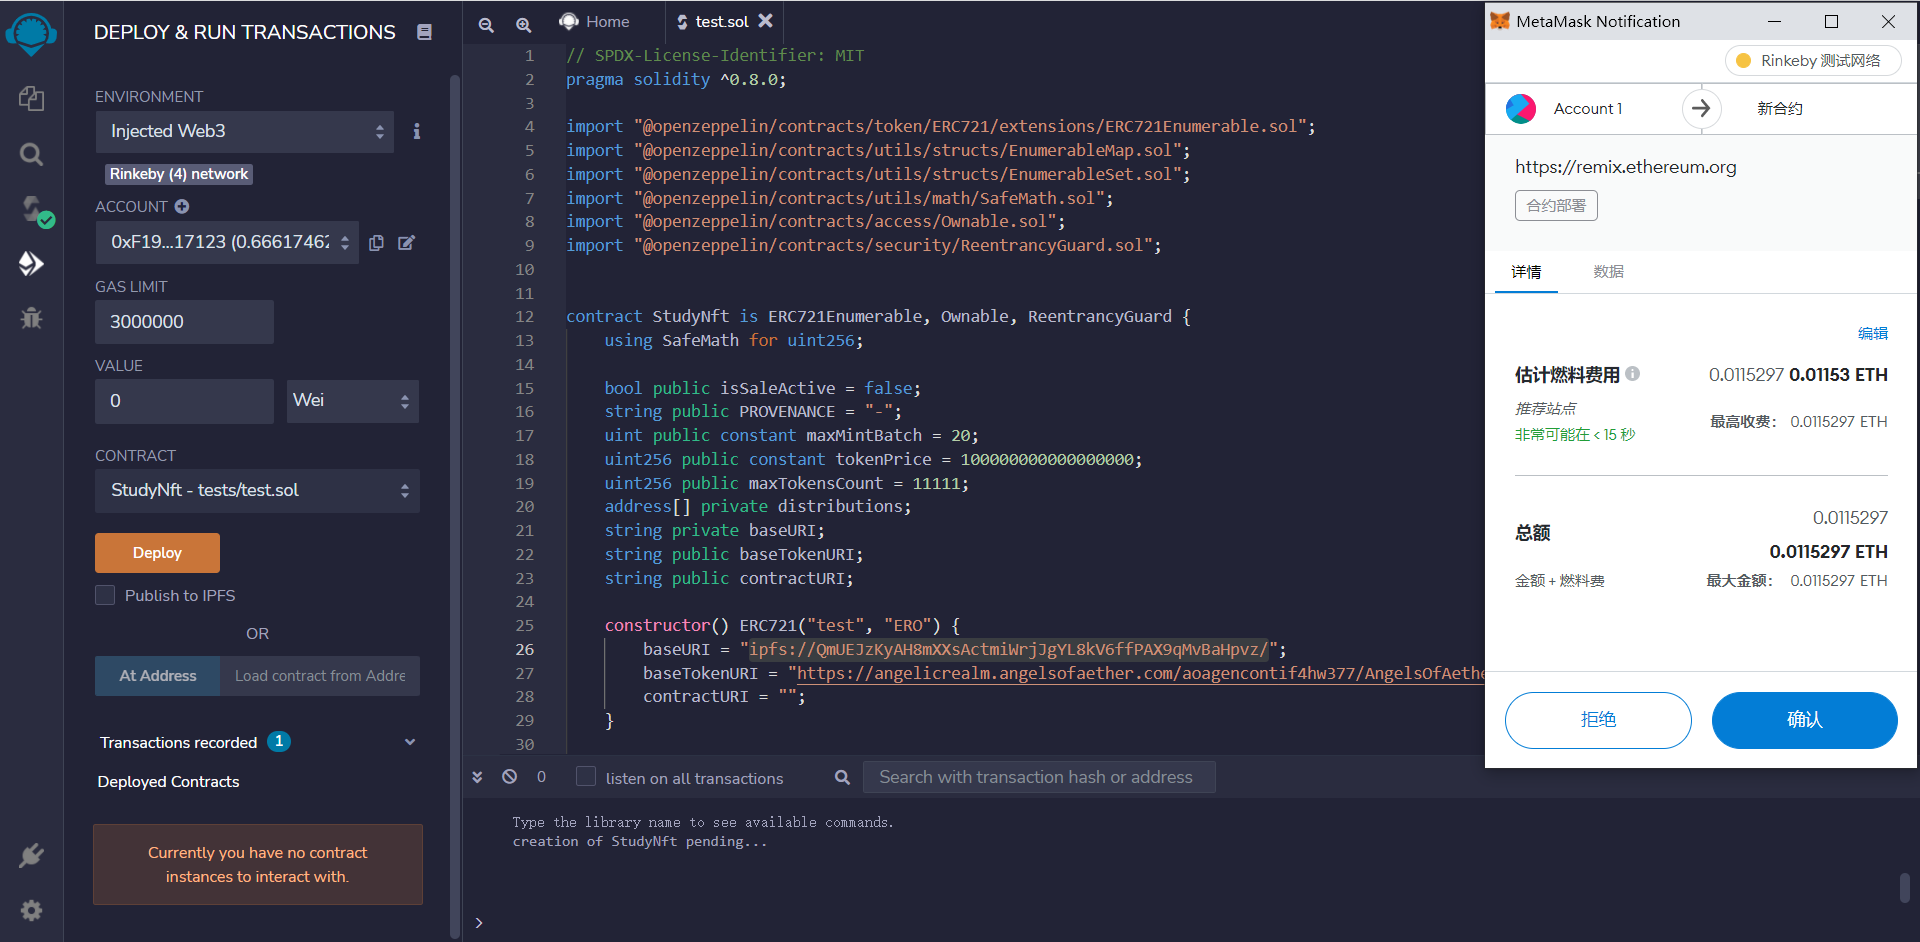 DEPLOY & RUN TRANSACTIONS
ENVIRONMENT
Injected Web3
Rinkeby (4) network
ACCOUNT
0xF19...17123 (0.66617462
GAS LIMIT
3000000
VALUE
0
Wei
CONTRACT
StudyNft - tests/test.sol
Deploy
Publish to IPFS
OR
At Address
Load contract from Addre
Transactions recorded 1
Deployed Contracts
Currently you have no contract
instances to interact with.
Home
test.sol
1 // SPDX-License-Identifier: MIT
2 pragma solidity ^0.8.0;
3
4 import "@openzeppelin/contracts/token/ERC721/extensions/ERC721Enumerable.sol";
5 import "@openzeppelin/contracts/utils/structs/EnumerableMap.sol";
6 import "@openzeppelin/contracts/utils/structs/EnumerableSet.sol";
7 import "@openzeppelin/contracts/utils/math/SafeMath.sol";
8 import "@openzeppelin/contracts/access/Ownable.sol";
9 import "@openzeppelin/contracts/security/ReentrancyGuard.sol";
10
11
12 contract StudyNft is ERC721Enumerable, Ownable, ReentrancyGuard {
13 using SafeMath for uint256;
14
15 bool public isSaleActive = false;
16 string public PROVENANCE = "-";
17 uint public constant maxMintBatch = 20;
18 uint256 public constant tokenPrice = 100000000000000000;
19 uint256 public maxTokensCount = 11111;
20 address[] private distributions;
21 string private baseURI;
22 string public baseTokenURI;
23 string public contractURI;
24
25 constructor() ERC721("test", "ERO") {
26 baseURI = "ipfs://QmUEJzKyAH8mXXsActmiWrjJgYL8kV6ffPAX9qMvBaHpvz/";
27 baseTokenURI = "https://angelicrealm.angelsofaether.com/aoagencontif4hw377/AngelsOfAethe
28 contractURI = "";
29 }
30
0
listen on all transactions
Search with transaction hash or address
Type the library name to see available commands.
creation of StudyNft pending...
>
MetaMask Notification
Rinkeby 测试网络
Account 1
新合约
https://remix.ethereum.org
合约部署
详情
数据
编辑
估计燃料费用 0.0115297 0.01153 ETH
推荐站点
非常可能在 < 15 秒
最高收费： 0.0115297 ETH
总额
0.0115297
0.0115297 ETH
金额 + 燃料费
最大金额： 0.0115297 ETH
拒绝
确认